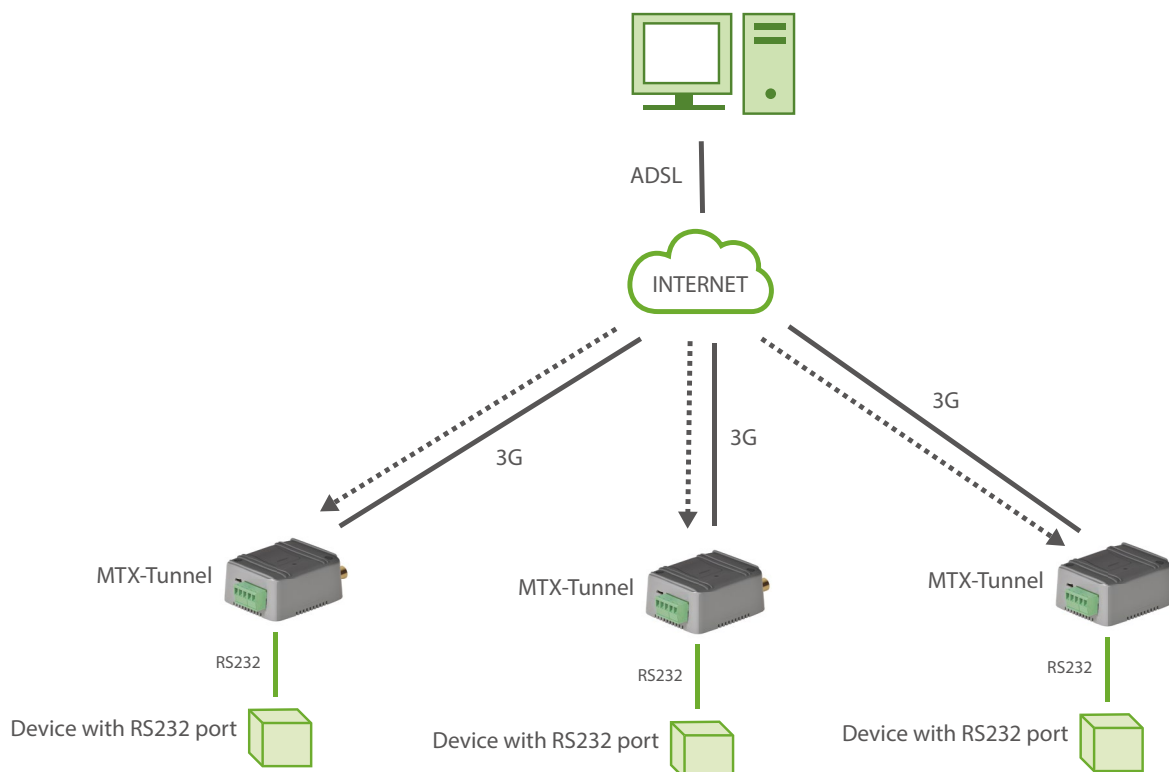 ADSL
INTERNET
3G
3G
3G
MTX-Tunnel
MTX-Tunnel
MTX-Tunnel
RS232
RS232
RS232
Device with RS232 port
Device with RS232 port
Device with RS232 port